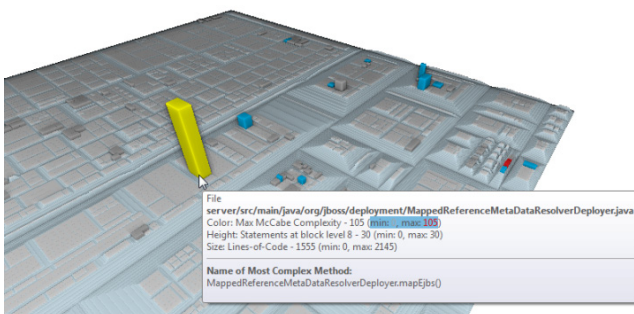 File
server/src/main/java/org/jboss/deployment/MappedReferenceMetaDataResolverDeployer.java
Color: Max McCabe Complexity - 105 (min: , max: 105)
Height: Statements at block level 8 - 30 (min: 0, max: 30)
Size: Lines-of-Code - 1555 (min: 0, max: 2145)
Name of Most Complex Method:
MappedReferenceMetaDataResolverDeployer.mapEjbs()